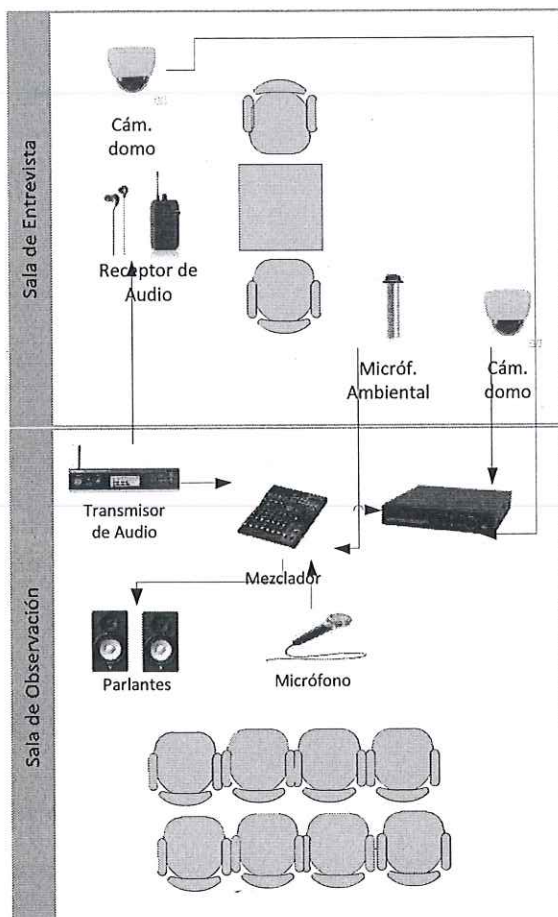 Sala de Entrevista
Cám.
domo
Receptor de
Audio
Micróf.
Ambiental
Cám.
domo
Sala de Observación
Transmisor
de Audio
Mezclador
Parlantes
Micrófono